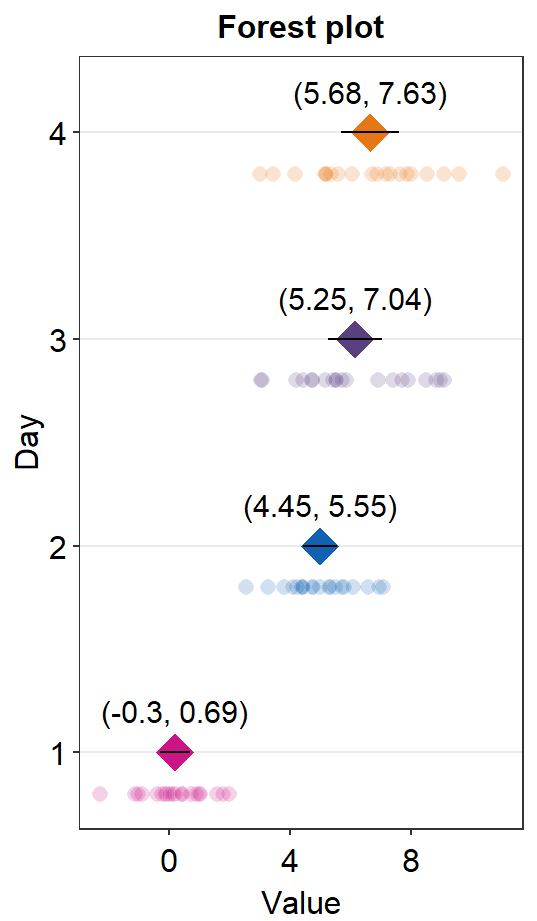 Forest plot
(5.68, 7.63)
4
(5.25, 7.04)
3
Day
(4.45, 5.55)
2
(-0.3, 0.69)
1
0 4 8
Value